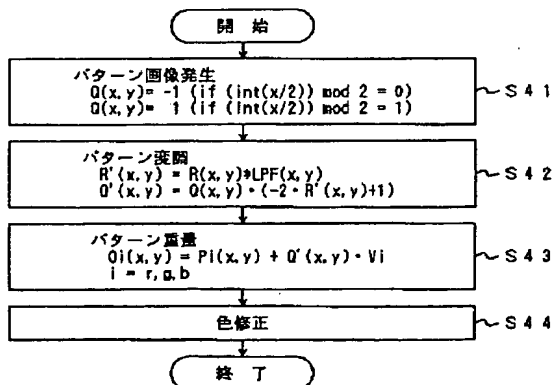 開 始
パターン画像発生
Q(x,y)= -1 (if (int(x/2)) mod 2 = 0)
Q(x,y)= 1 (if (int(x/2)) mod 2 = 1)
S41
パターン変調
R'(x,y) = R(x,y)*LPF(x,y)
Q'(x,y) = Q(x,y)・(-2・R'(x,y)+1)
S42
パターン重量
Oi(x,y) = Pi(x,y) + Q'(x,y)・Vi
i = r,g,b
S43
色修正
S44
終 了